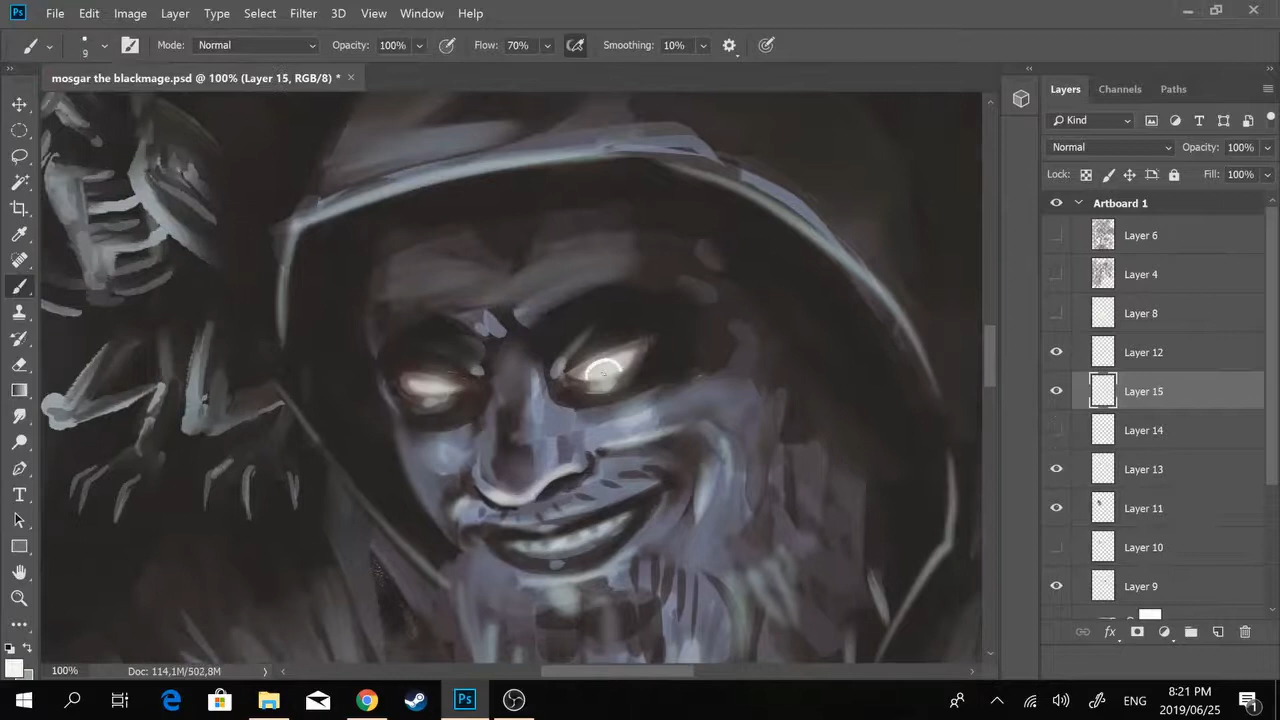 Ps File Edit Image Layer Type Select Filter 3D View Window Help
9 Mode: Normal Opacity: 100% Flow: 70% Smoothing: 10%
mosgar the blackmage.psd @ 100% (Layer 15, RGB/8) *
Layers Channels Paths
Kind
Normal Opacity: 100%
Lock: Fill: 100%
Artboard 1
Layer 6
Layer 4
Layer 8
Layer 12
Layer 15
Layer 14
Layer 13
Layer 11
Layer 10
Layer 9
100% Doc: 114,1M/502,8M
Ps ENG 8:21 PM
2019/06/25
1